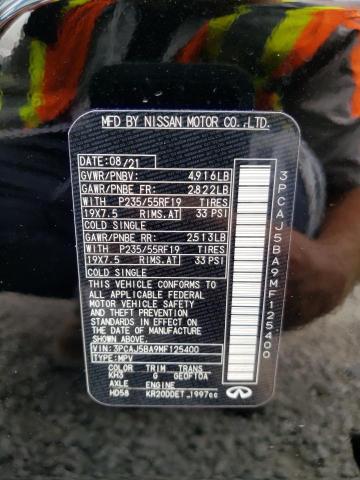 MFD BY NISSAN MOTOR CO.,LTD.
DATE:08/21
GVWR/PNBV: 4,916LB
GAWR/PNBE FR: 2822LB
WITH P235/55RF19 TIRES
19X7.5 RIMS.AT 33 PSI
COLD SINGLE
GAWR/PNBE RR: 2513LB
WITH P235/55RF19 TIRES
19X7.5 RIMS.AT 33 PSI
COLD SINGLE
THIS VEHICLE CONFORMS TO
ALL APPLICABLE FEDERAL
MOTOR VEHICLE SAFETY
AND THEFT PREVENTION
STANDARDS IN EFFECT ON
THE DATE OF MANUFACTURE
SHOWN ABOVE.
VIN:3PCAJ5BA9MF125400
TYPE:MPV
COLOR TRIM TRANS
KH3 G GE0F10A
AXLE ENGINE
HD58 KR20DDET_1997cc
3PCAJ5BA9MF125400